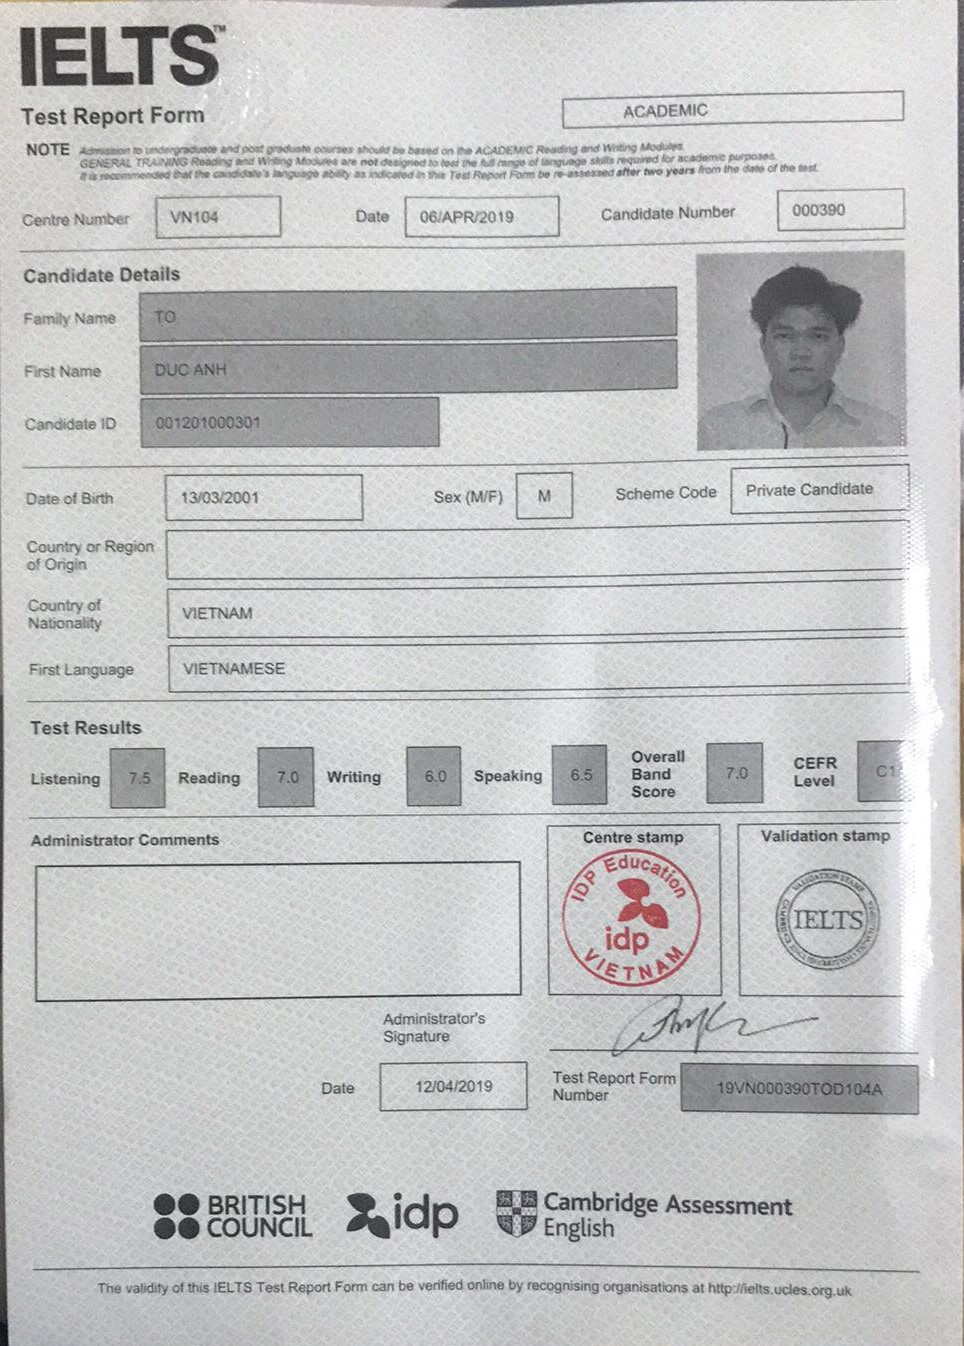 IELTS™
Test Report Form
ACADEMIC
NOTE Admission to undergraduate and post graduate courses should be based on the ACADEMIC Reading and Writing Modules.
GENERAL TRAINING Reading and Writing Modules are not designed to test the full range of language skills required for academic purposes.
It is recommended that the candidate's language ability as indicated in this Test Report Form be re-assessed after two years from the date of the test.
Centre Number VN104 Date 06/APR/2019 Candidate Number 000390
Candidate Details
Family Name TO
First Name DUC ANH
Candidate ID 001201000301
Date of Birth 13/03/2001 Sex (M/F) M Scheme Code Private Candidate
Country or Region
of Origin
Country of
Nationality VIETNAM
First Language VIETNAMESE
Test Results
Listening 7.5 Reading 7.0 Writing 6.0 Speaking 6.5 Overall Band Score 7.0 CEFR Level C1
Administrator Comments
Centre stamp
Validation stamp
IDP Education
idp
VIETNAM
VALIDATION STAMP
IELTS
Administrator's
Signature
Date 12/04/2019
Test Report Form
Number 19VN000390TOD104A
BRITISH
COUNCIL
idp
Cambridge Assessment
English
The validity of this IELTS Test Report Form can be verified online by recognising organisations at http://ielts.ucles.org.uk